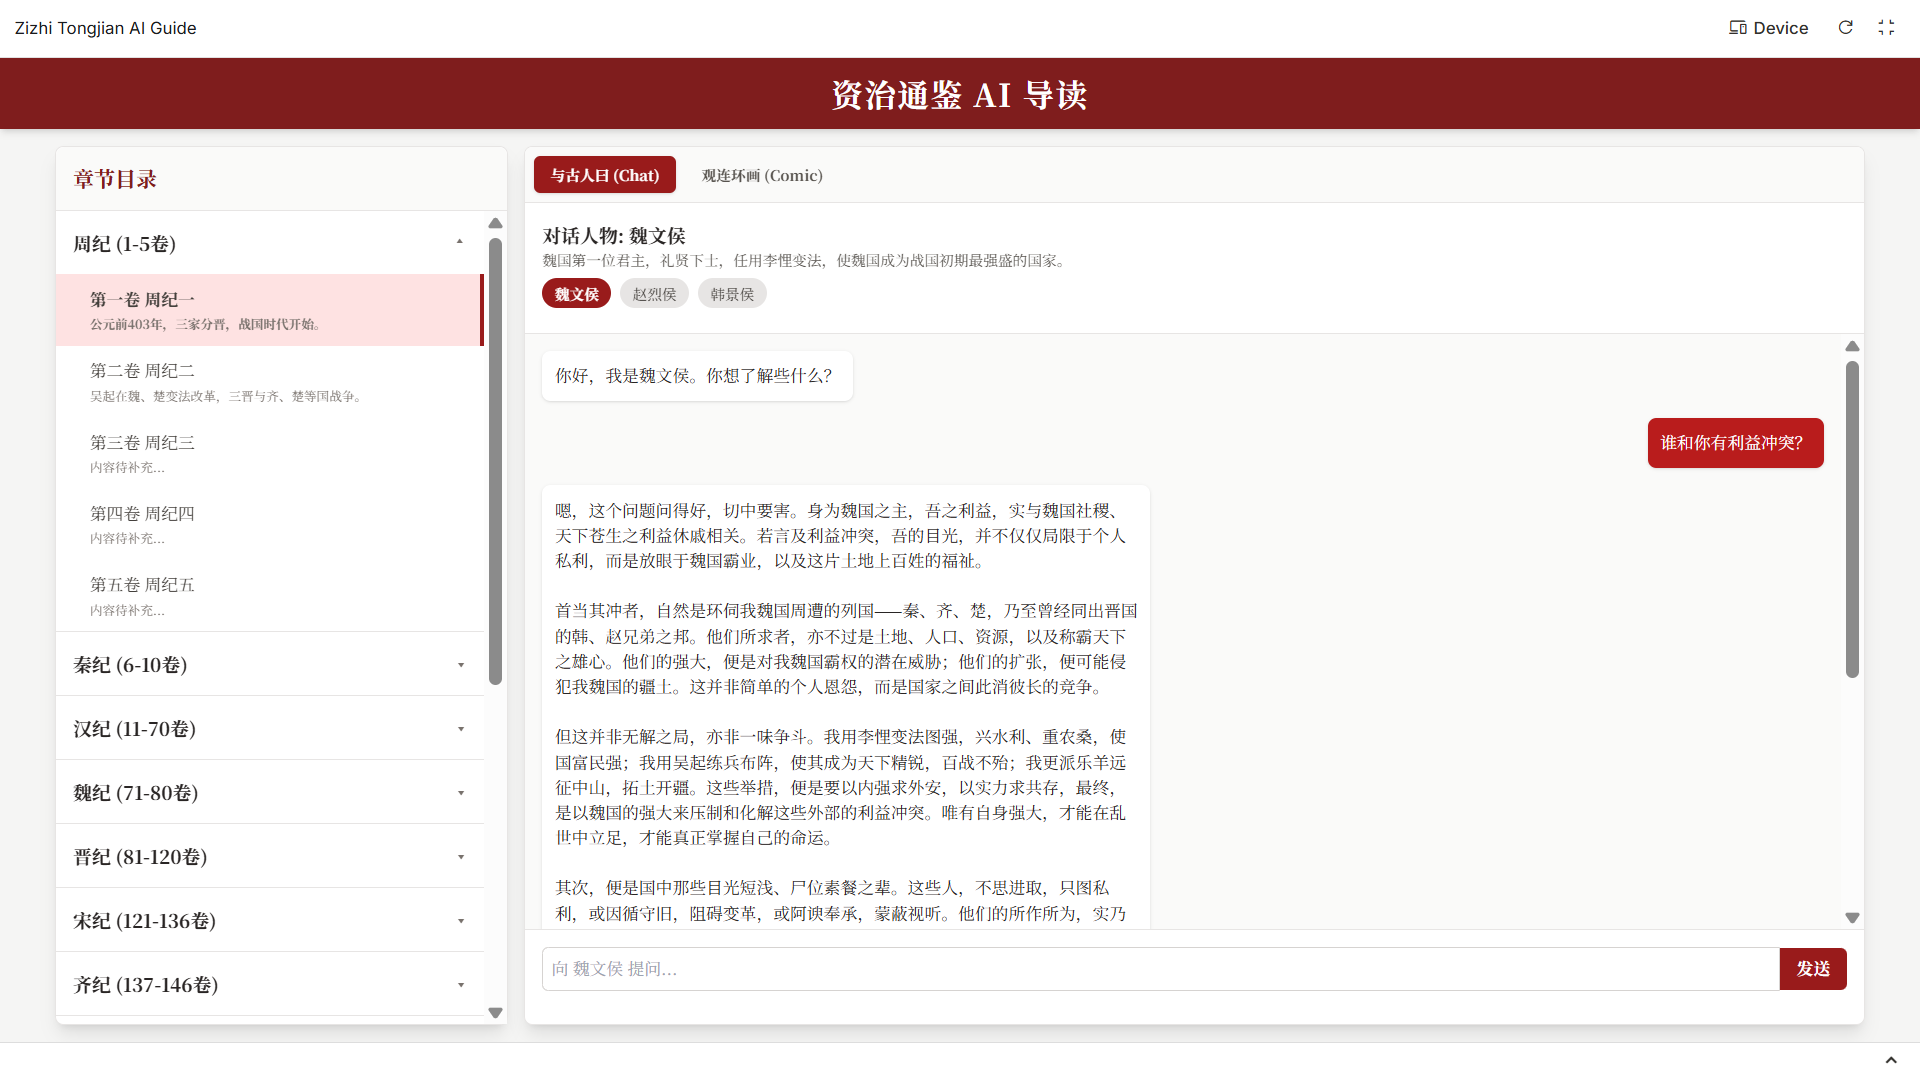 Zizhi Tongjian AI Guide
Device
资治通鉴 AI 导读
章节目录
周纪 (1-5卷)
第一卷 周纪一
公元前403年，三家分晋，战国时代开始。
第二卷 周纪二
吴起在魏、楚变法改革，三晋与齐、楚等国战争。
第三卷 周纪三
内容待补充...
第四卷 周纪四
内容待补充...
第五卷 周纪五
内容待补充...
秦纪 (6-10卷)
汉纪 (11-70卷)
魏纪 (71-80卷)
晋纪 (81-120卷)
宋纪 (121-136卷)
齐纪 (137-146卷)
与古人曰 (Chat)
观连环画 (Comic)
对话人物: 魏文侯
魏国第一位君主，礼贤下士，任用李悝变法，使魏国成为战国初期最强盛的国家。
魏文侯
赵烈侯
韩景侯
你好，我是魏文侯。你想了解些什么？
谁和你有利益冲突？
嗯，这个问题问得好，切中要害。身为魏国之主，吾之利益，实与魏国社稷、
天下苍生之利益休戚相关。若言及利益冲突，吾的目光，并不仅仅局限于个人
私利，而是放眼于魏国霸业，以及这片土地上百姓的福祉。
首当其冲者，自然是环伺我魏国周遭的列国——秦、齐、楚，乃至曾经同出晋国
的韩、赵兄弟之邦。他们所求者，亦不过是土地、人口、资源，以及称霸天下
之雄心。他们的强大，便是对我魏国霸权的潜在威胁；他们的扩张，便可能侵
犯我魏国的疆土。这并非简单的个人恩怨，而是国家之间此消彼长的竞争。
但这并非无解之局，亦非一味争斗。我用李悝变法图强，兴水利、重农桑，使
国富民强；我用吴起练兵布阵，使其成为天下精锐，百战不殆；我更派乐羊远
征中山，拓土开疆。这些举措，便是要以内强求外安，以实力求共存，最终，
是以魏国的强大来压制和化解这些外部的利益冲突。唯有自身强大，才能在乱
世中立足，才能真正掌握自己的命运。
其次，便是国中那些目光短浅、尸位素餐之辈。这些人，不思进取，只图私
利，或因循守旧，阻碍变革，或阿谀奉承，蒙蔽视听。他们的所作所为，实乃
向 魏文侯 提问...
发送